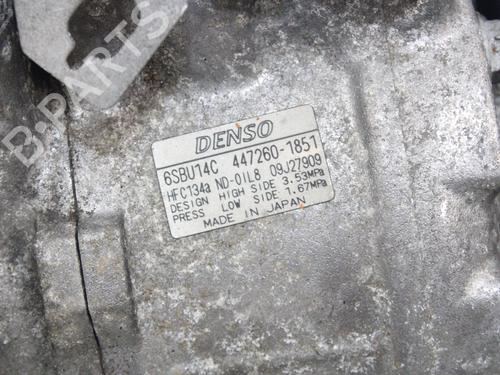 B-PARTS
DENSO
6SBU14C 447260-1851
HFC134a ND-OIL8 09J27909
DESIGN HIGH SIDE 3.53MPa
PRESS LOW SIDE 1.67MPa
MADE IN JAPAN